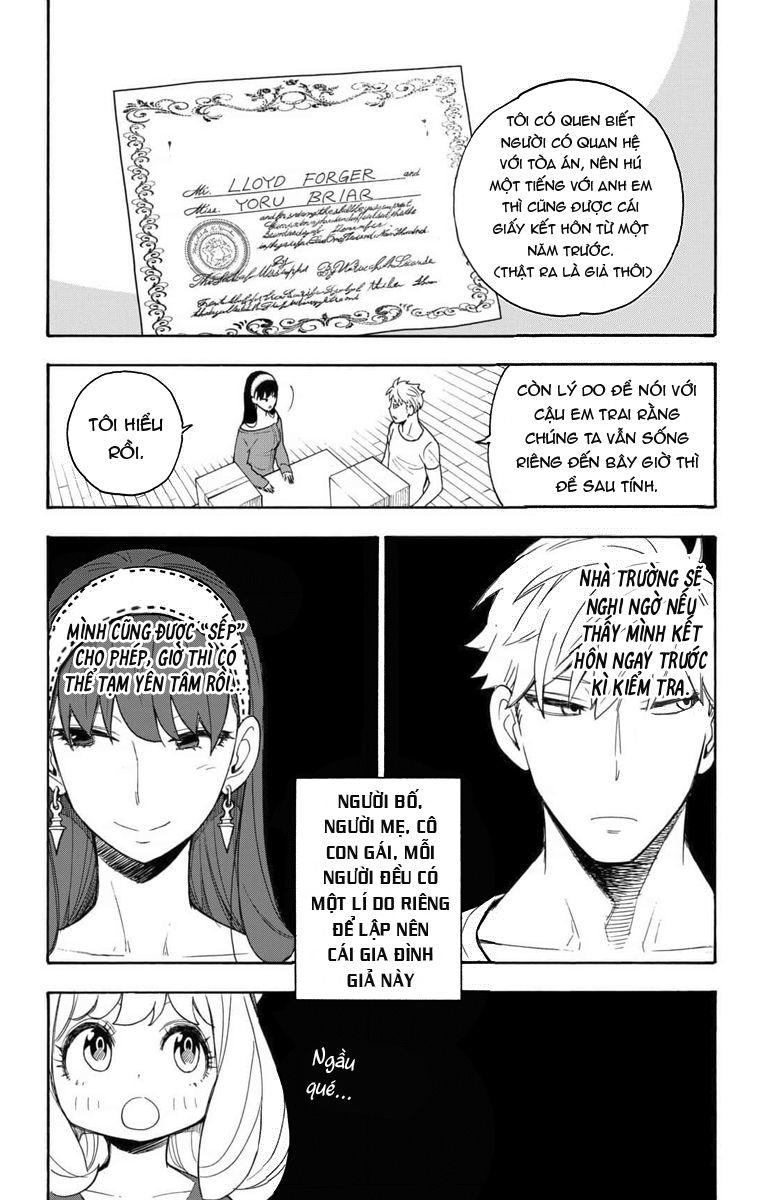 TÔI CÓ QUEN BIẾT
NGƯỜI CÓ QUAN HỆ
VỚI TÒA ÁN, NÊN HÚ
MỘT TIẾNG VỚI ANH EM
THÌ CŨNG ĐƯỢC CÁI
GIẤY KẾT HÔN TỪ MỘT
NĂM TRƯỚC.
(THẬT RA LÀ GIẢ THÔI)
Mr. LLOYD FORGER and
Miss. YORU BRIAR
CÒN LÝ DO ĐỂ NÓI VỚI
CẬU EM TRAI RẰNG
CHÚNG TA VẪN SỐNG
RIÊNG ĐẾN BÂY GIỜ THÌ
ĐỂ SAU TÍNH.
TÔI HIỂU
RỒI.
NHÀ TRƯỜNG SẼ
NGHI NGỜ NẾU
THẤY MÌNH KẾT
HÔN NGAY TRƯỚC
KÌ KIỂM TRA.
MÌNH CŨNG ĐƯỢC “SẾP”
CHO PHÉP, GIỜ THI CÓ
THỂ TẠM YÊN TÂM RỒI...
NGƯỜI BỐ,
NGƯỜI MẸ, CÔ
CON GÁI, MỖI
NGƯỜI ĐỀU CÓ
MỘT LÍ DO RIÊNG
ĐỂ LẬP NÊN
CÁI GIA ĐÌNH
GIẢ NÀY
Ngầu
qué...